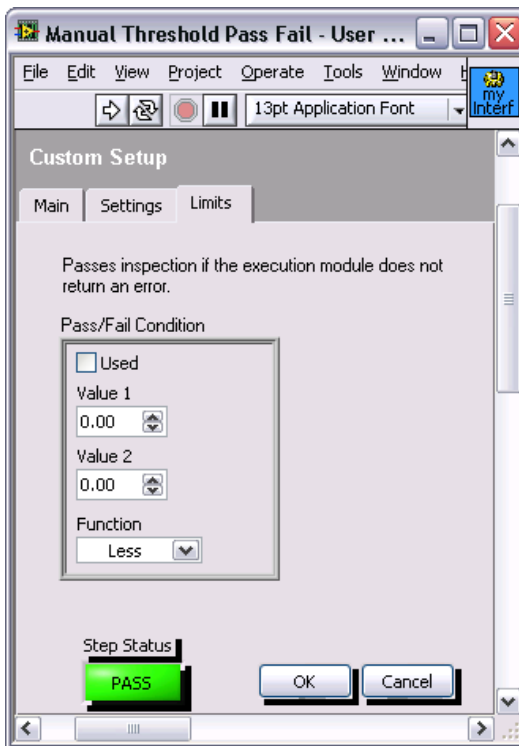 Manual Threshold Pass Fail - User ...
File Edit View Project Operate Tools Window
13pt Application Font
my
Interf
Custom Setup
Main Settings Limits
Passes inspection if the execution module does not
return an error.
Pass/Fail Condition
Used
Value 1
0.00
Value 2
0.00
Function
Less
Step Status
PASS OK Cancel